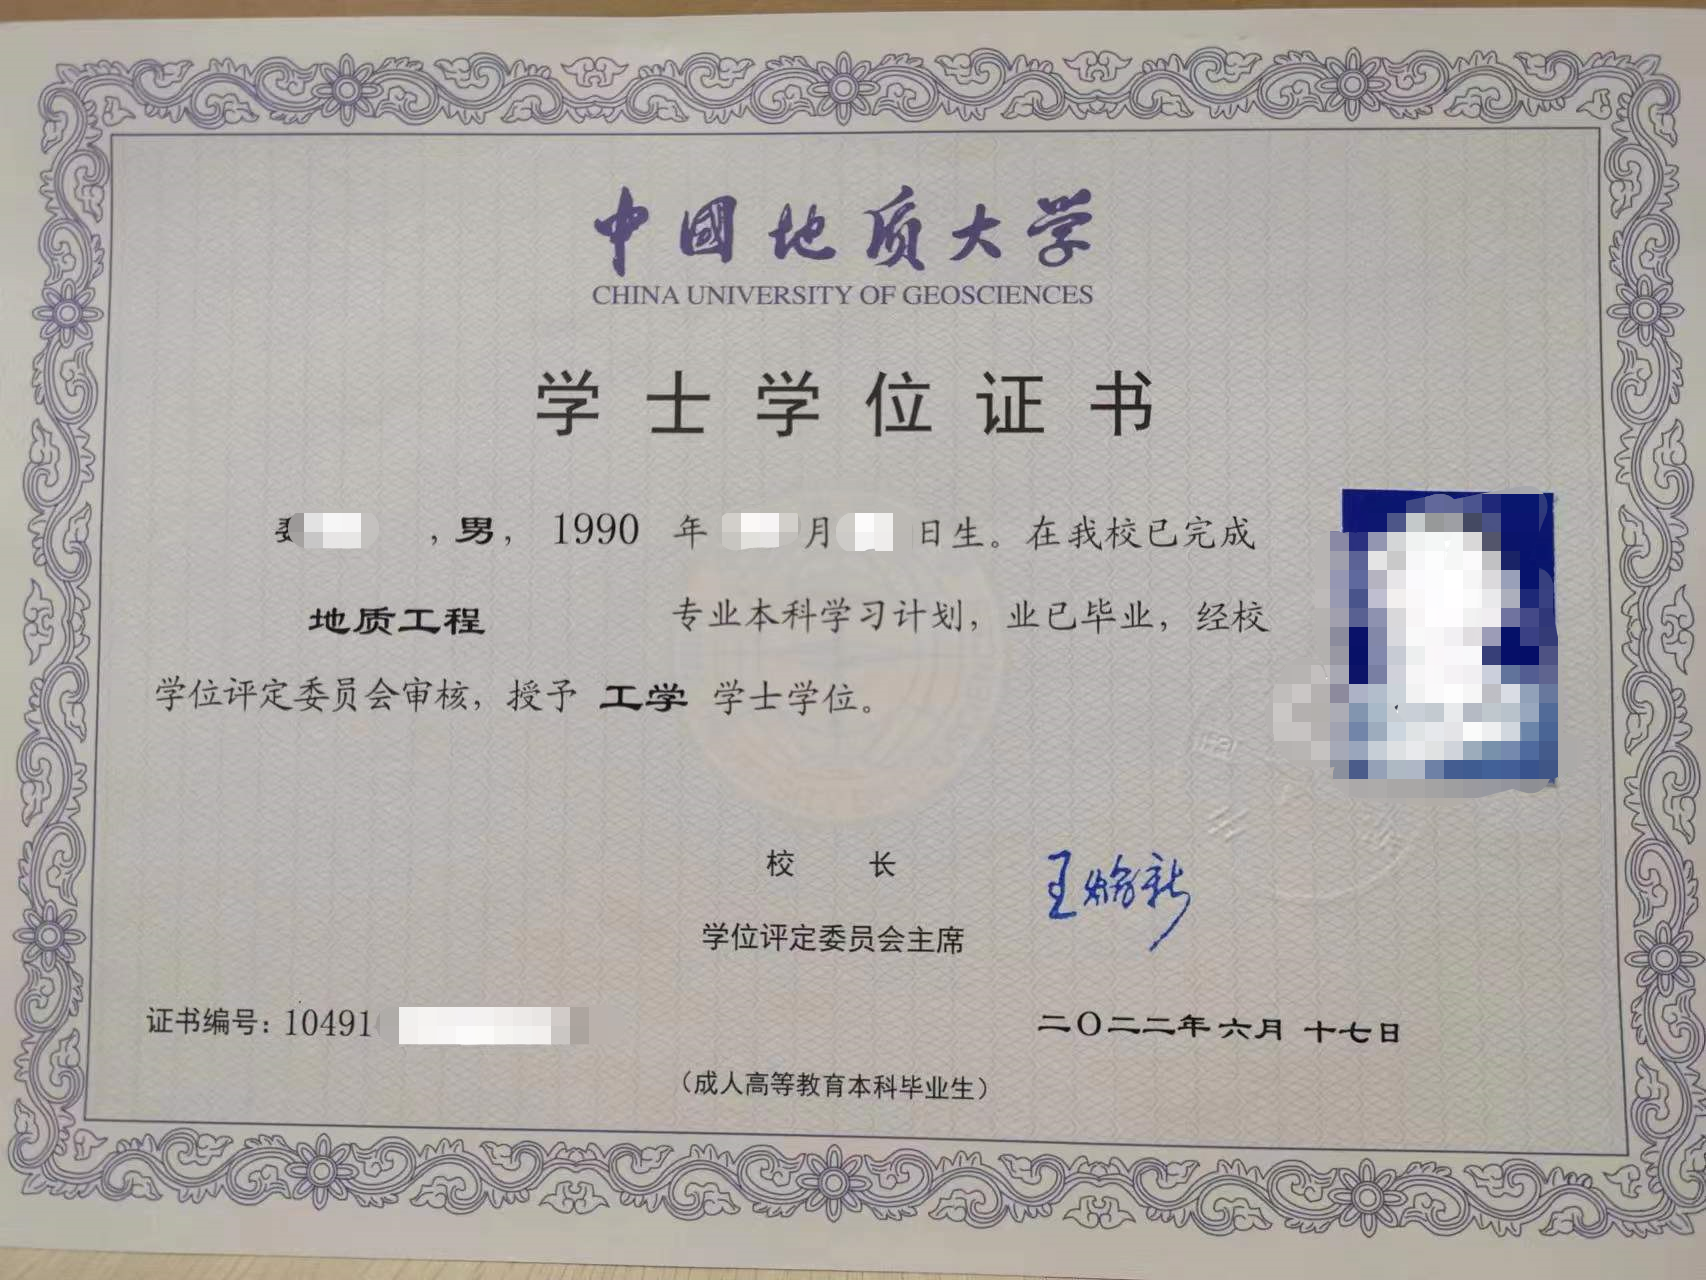 中國地质大学
CHINA UNIVERSITY OF GEOSCIENCES
学士学位证书
，男，1990 年 月 日生。在我校已完成
地质工程 专业本科学习计划，业已毕业，经校
学位评定委员会审核，授予 工学 学士学位。
校 长
王焰新
学位评定委员会主席
证书编号：10491
二〇二二年六月十七日
（成人高等教育本科毕业生）